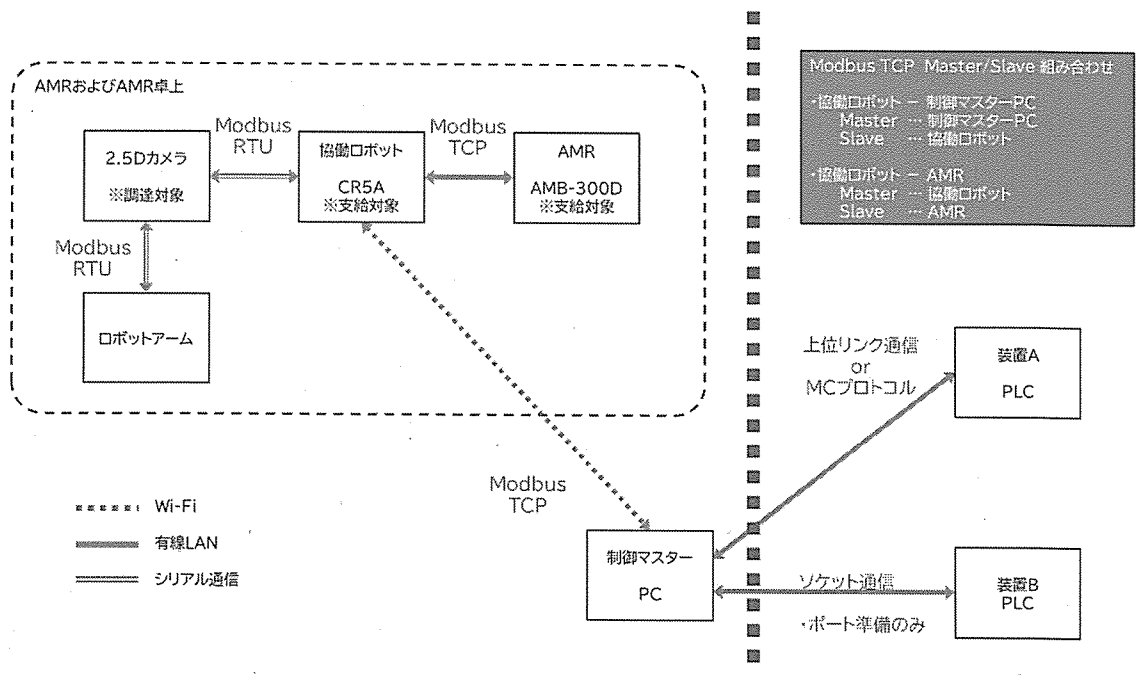 AMRおよびAMR卓上
2.5Dカメラ
※調達対象
Modbus
RTU
協働ロボット
CR5A
※支給対象
Modbus
TCP
AMR
AMB-300D
※支給対象
Modbus
RTU
ロボットアーム
Modbus TCP Master/Slave 組み合わせ
・協働ロボット － 制御マスターPC
Master … 制御マスターPC
Slave … 協働ロボット
・協働ロボット － AMR
Master … 協働ロボット
Slave … AMR
上位リンク通信
or
MCプロトコル
装置A
PLC
Modbus
TCP
Wi-Fi
有線LAN
シリアル通信
制御マスター
PC
ソケット通信
・ポート準備のみ
装置B
PLC